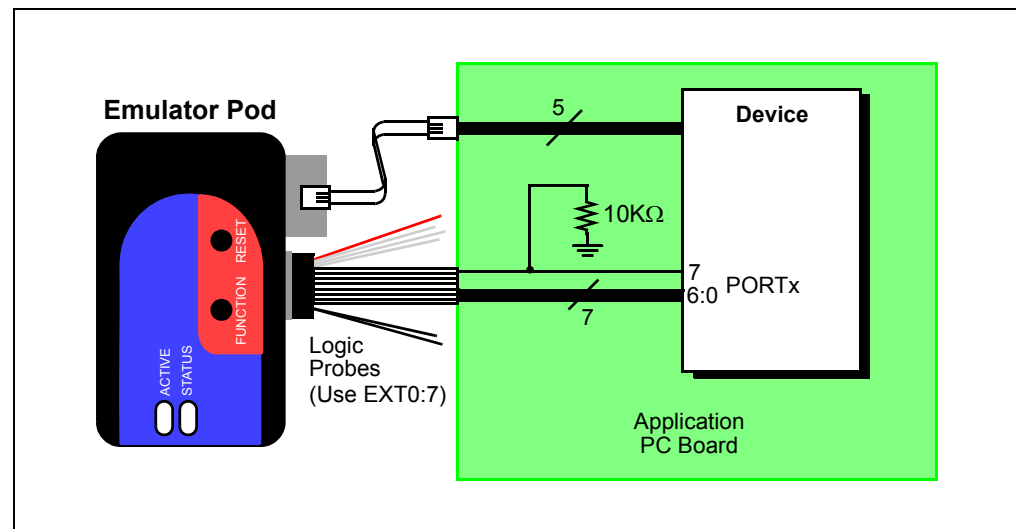 Emulator Pod
RESET
FUNCTION
ACTIVE
STATUS
Logic
Probes
(Use EXT0:7)
5
Device
10KΩ
7
6:0
PORTx
7
Application
PC Board